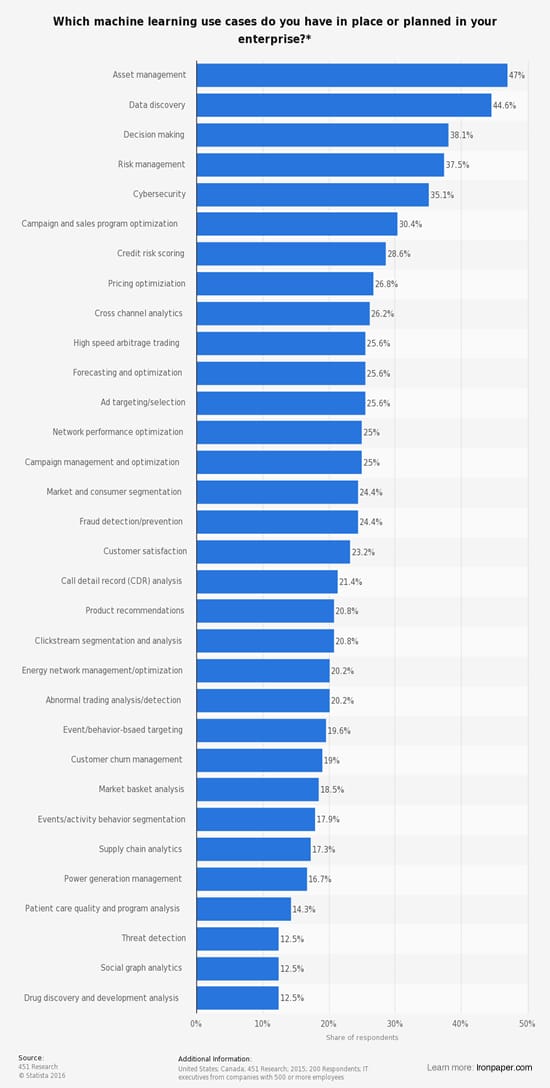 Which machine learning use cases do you have in place or planned in your
enterprise?*
Asset management 47%
Data discovery 44.6%
Decision making 38.1%
Risk management 37.5%
Cybersecurity 35.1%
Campaign and sales program optimization 30.4%
Credit risk scoring 28.6%
Pricing optimiziation 26.8%
Cross channel analytics 26.2%
High speed arbitrage trading 25.6%
Forecasting and optimization 25.6%
Ad targeting/selection 25.6%
Network performance optimization 25%
Campaign management and optimization 25%
Market and consumer segmentation 24.4%
Fraud detection/prevention 24.4%
Customer satisfaction 23.2%
Call detail record (CDR) analysis 21.4%
Product recommendations 20.8%
Clickstream segmentation and analysis 20.8%
Energy network management/optimization 20.2%
Abnormal trading analysis/detection 20.2%
Event/behavior-bsaed targeting 19.6%
Customer churn management 19%
Market basket analysis 18.5%
Events/activity behavior segmentation 17.9%
Supply chain analytics 17.3%
Power generation management 16.7%
Patient care quality and program analysis 14.3%
Threat detection 12.5%
Social graph analytics 12.5%
Drug discovery and development analysis 12.5%
0% 10% 20% 30% 40% 50%
Share of respondents
Source:
451 Research
© Statista 2016
Additional Information:
United States; Canada; 451 Research; 2015; 200 Respondents; IT
executives from companies with 500 or more employees
Learn more: Ironpaper.com